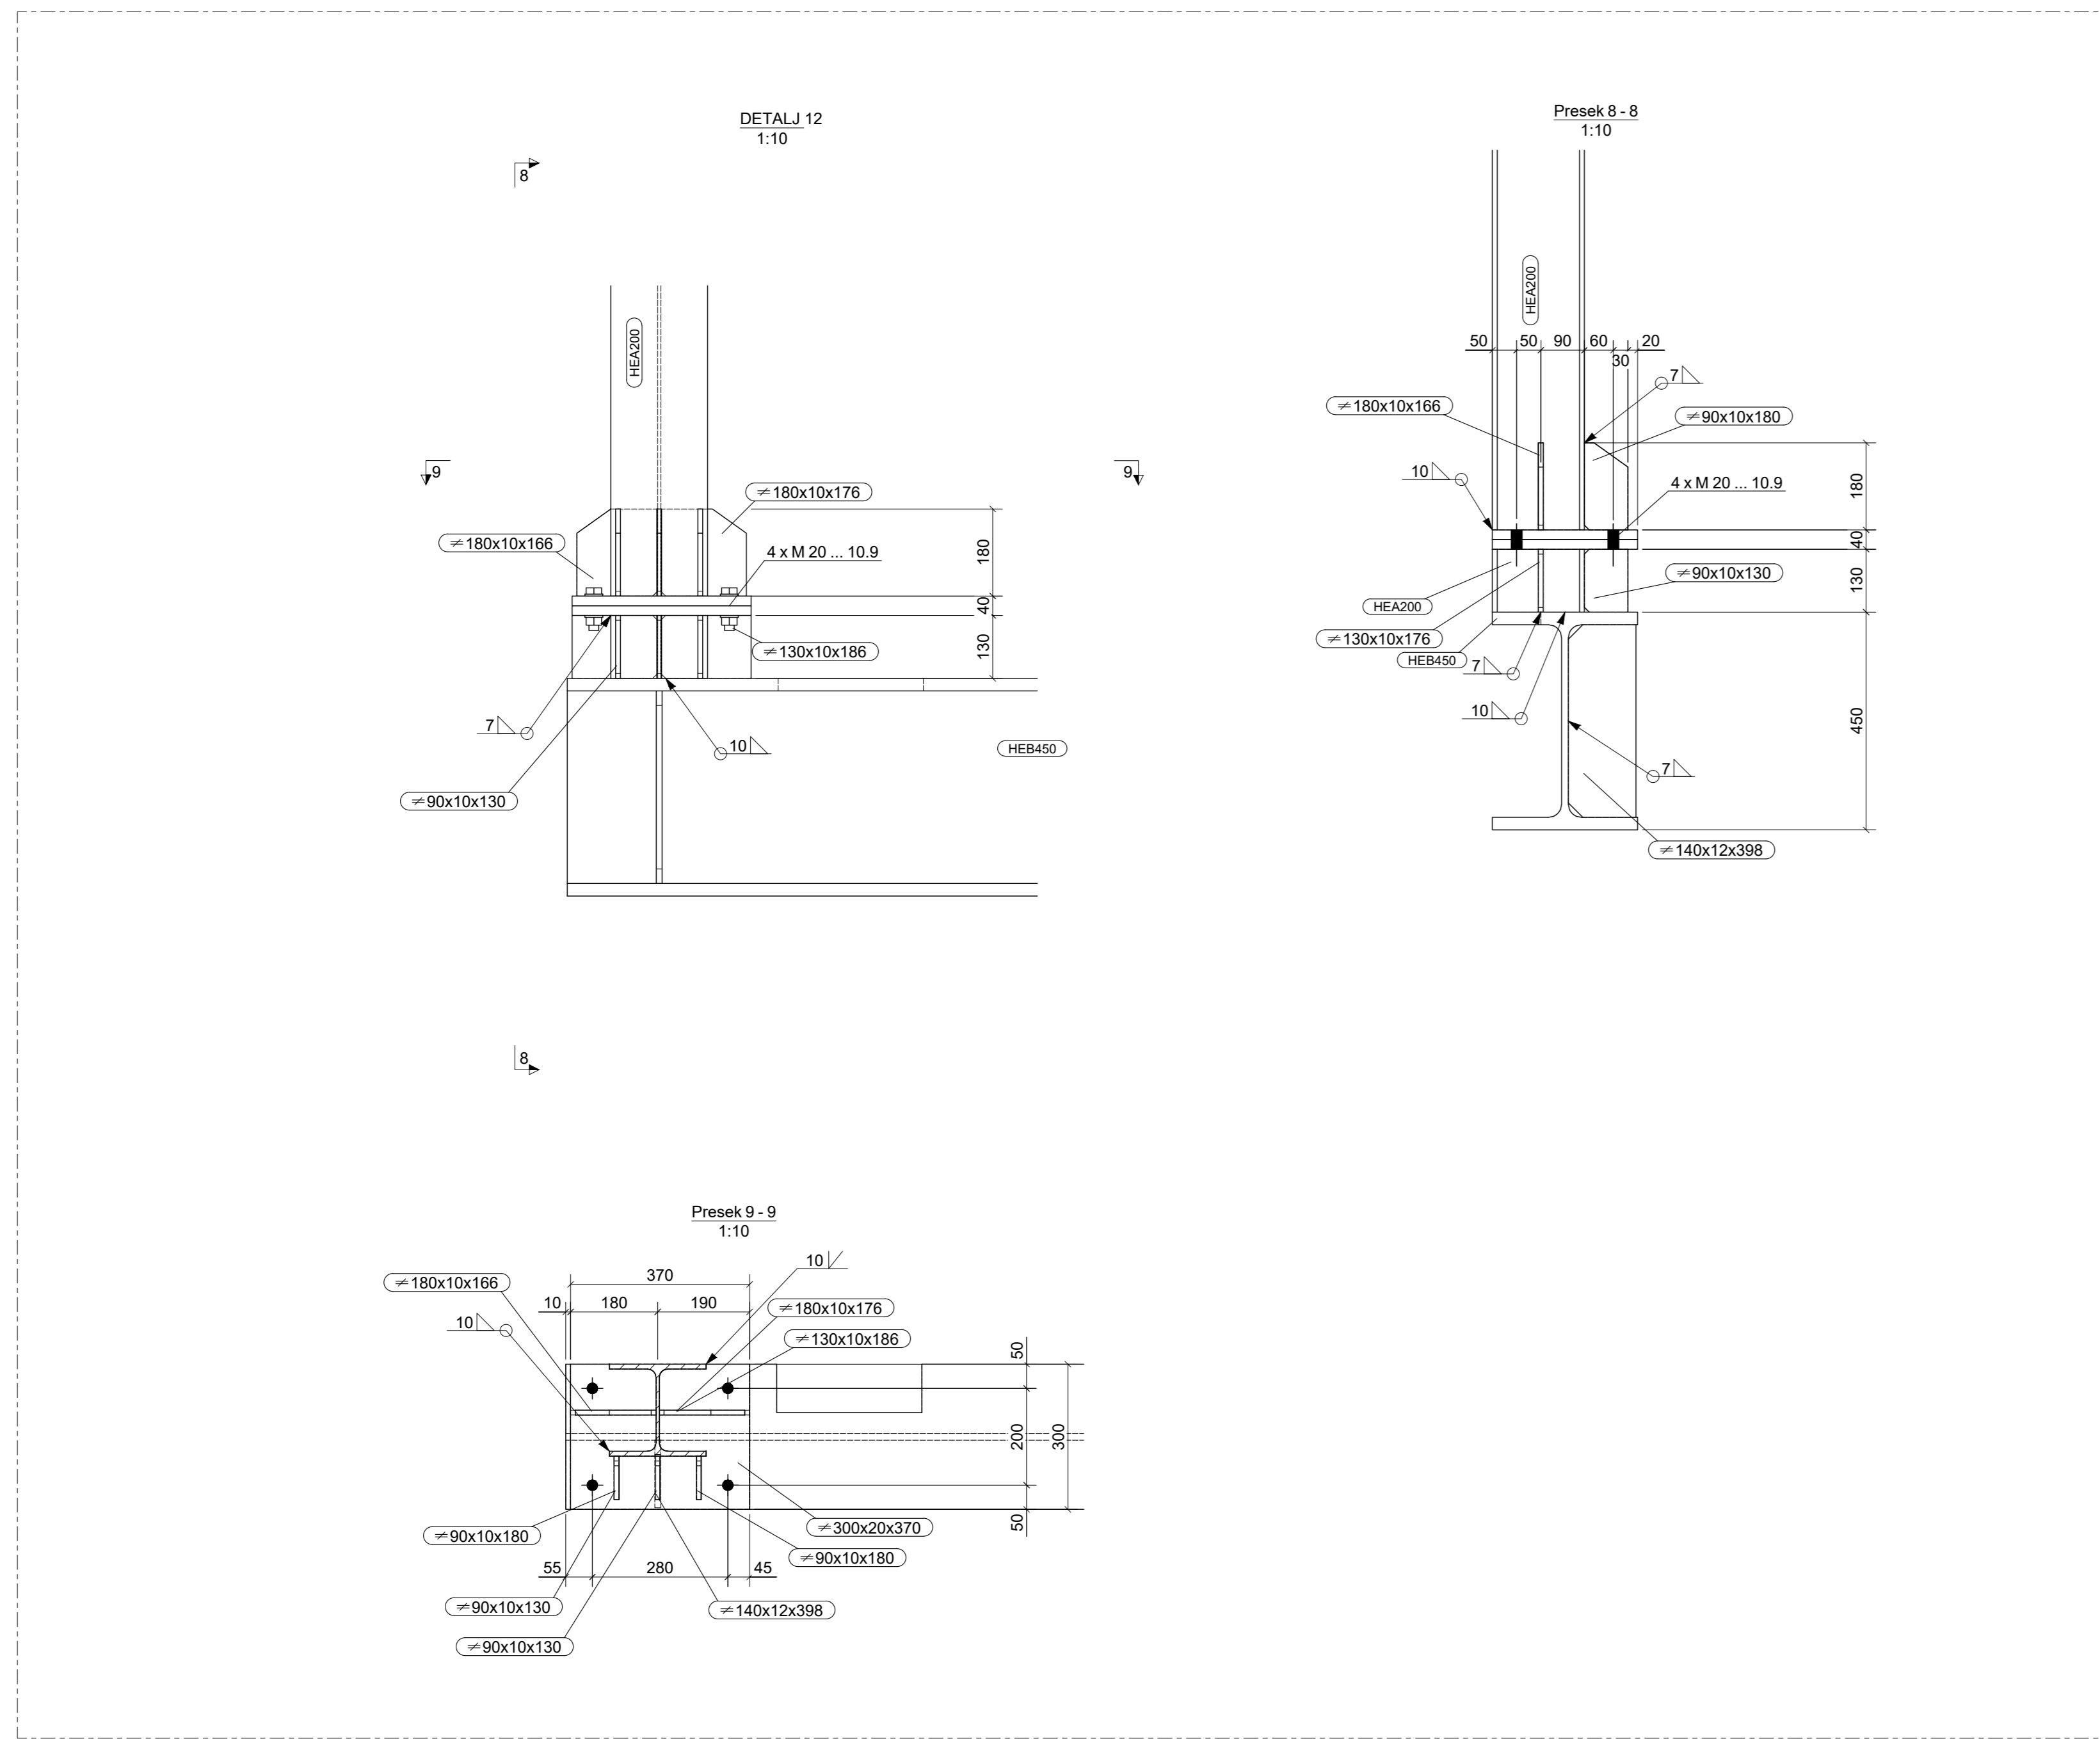 DETALJ 12
1:10
8
HEA200
9
9
≠180x10x176
≠180x10x166
4 x M 20 ... 10.9
180
40
130
≠130x10x186
7
10
HEB450
≠90x10x130
8
Presek 8 - 8
1:10
HEA200
50
50
90
60
20
30
7
≠180x10x166
≠90x10x180
10
4 x M 20 ... 10.9
180
40
130
≠90x10x130
HEA200
≠130x10x176
HEB450
7
10
450
7
≠140x12x398
Presek 9 - 9
1:10
10
≠180x10x166
370
10
180
190
≠180x10x176
10
≠130x10x186
50
200
300
50
≠300x20x370
≠90x10x180
≠90x10x180
55
280
45
≠90x10x130
≠140x12x398
≠90x10x130